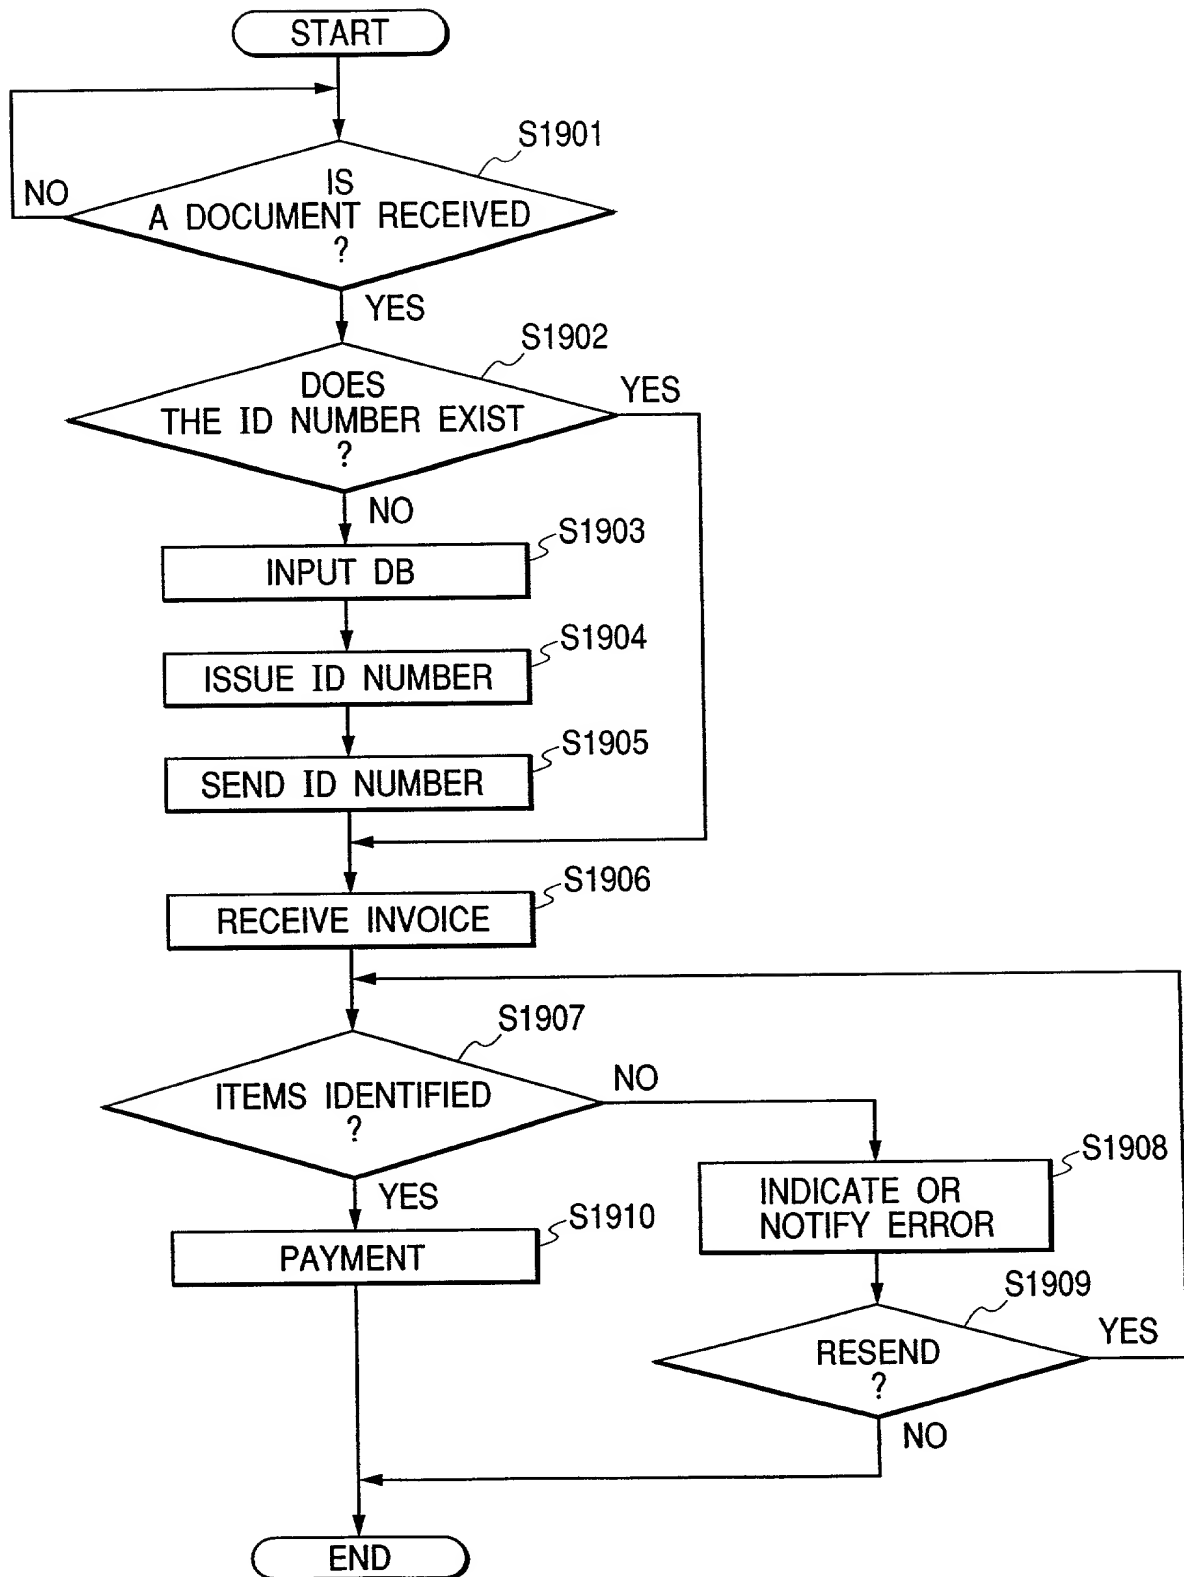 START
S1901
IS
A DOCUMENT RECEIVED
?
NO
YES
S1902
DOES
THE ID NUMBER EXIST
?
YES
NO
S1903
INPUT DB
S1904
ISSUE ID NUMBER
S1905
SEND ID NUMBER
S1906
RECEIVE INVOICE
S1907
ITEMS IDENTIFIED
?
NO
YES
S1908
INDICATE OR
NOTIFY ERROR
S1910
PAYMENT
S1909
RESEND
?
YES
NO
END